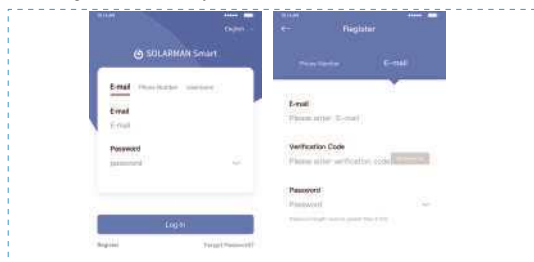 English
SOLARMAN Smart
E-mail Phone Number username
E-mail
E-mail
Password
password
Log In
Register Forgot Password?
Register
Phone Number E-mail
E-mail
Please enter E-mail
Verification Code
Please enter verification code
Password
Password